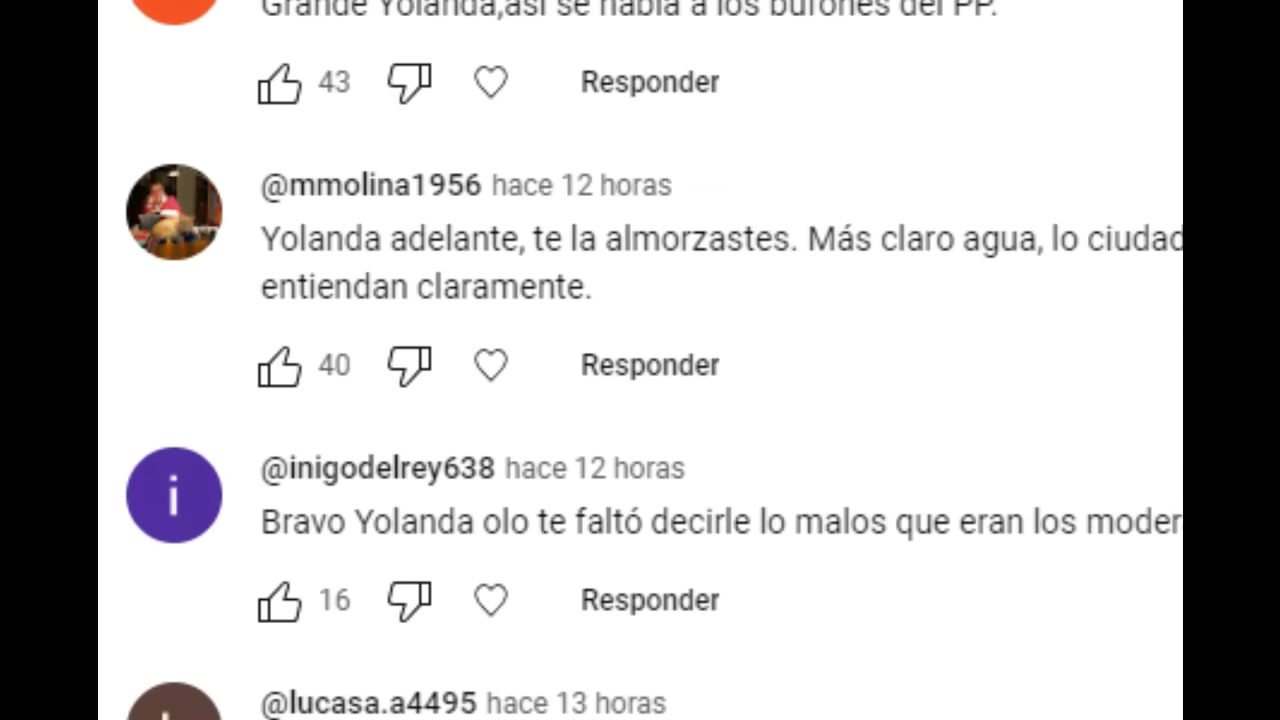 Grande Yolanda,así se habla a los bufones del PP.
43 Responder
@mmolina1956 hace 12 horas
Yolanda adelante, te la almorzastes. Más claro agua, lo ciudad
entiendan claramente.
40 Responder
i
@inigodelrey638 hace 12 horas
Bravo Yolanda olo te faltó decirle lo malos que eran los moder
16 Responder
@lucasa.a4495 hace 13 horas